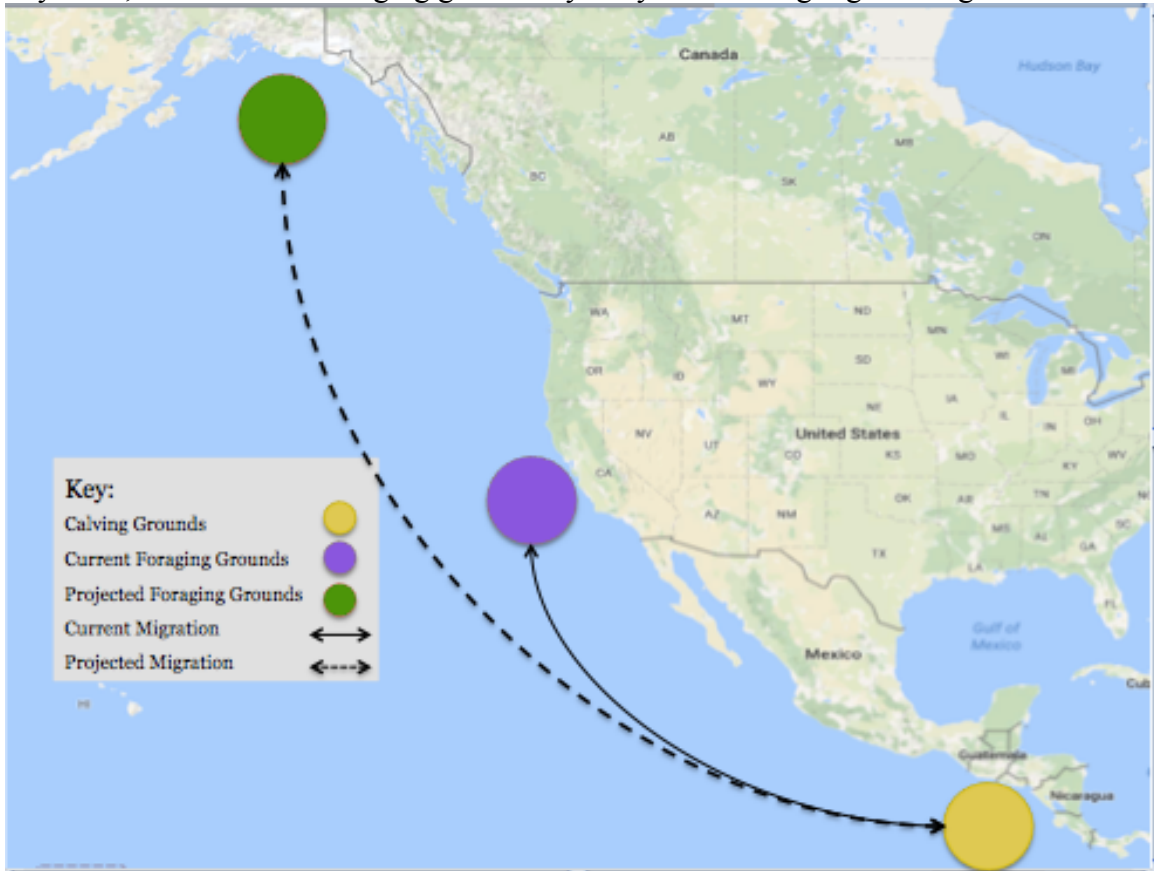 Canada
Hudson Bay
AB
MB
BC
SK
ON
WA
MT
ND
MN
OR
ID
SD
WI
MI
WY
NE
IA
NV
UT
United States
IL
IN
OH
CA
CO
KS
MO
WV
KY
Key:
Calving Grounds
Current Foraging Grounds
Projected Foraging Grounds
Current Migration
Projected Migration
AZ
NM
OK
AR
TN
SC
MS
AL
GA
TX
LA
FL
Gulf of
Mexico
Mexico
Cub
HI
Guatemala
Nicaragua